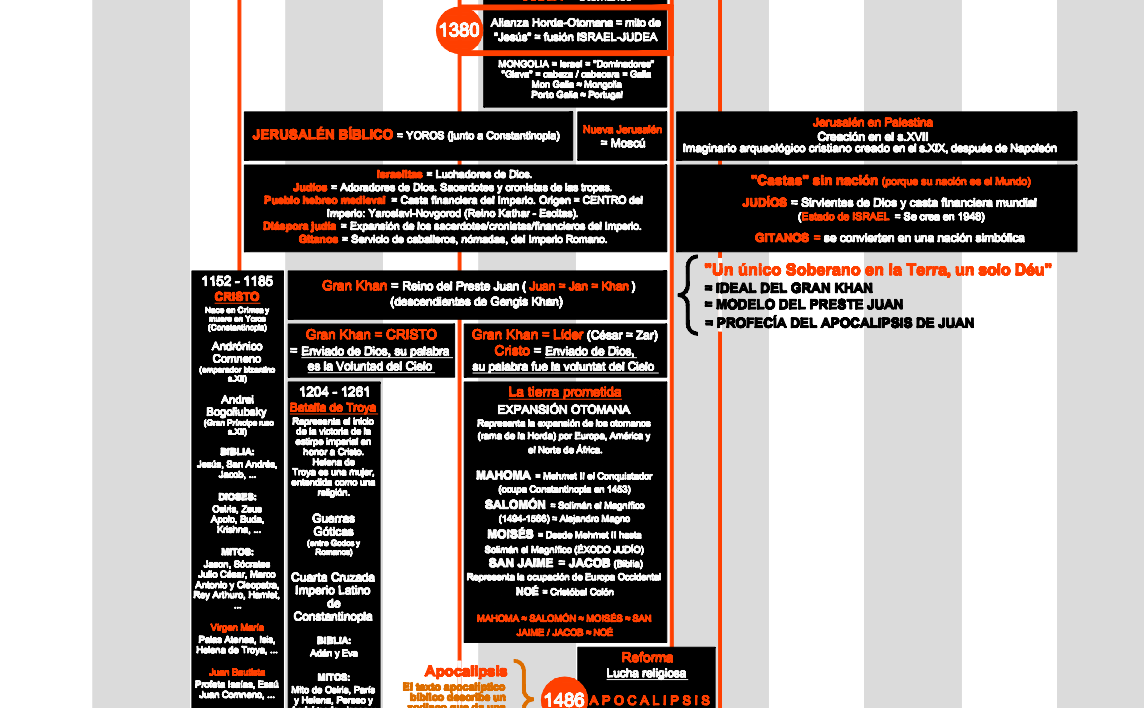 1380
Alianza Horda-Otomana = mito de
"Jesús" = fusión ISRAEL-JUDEA
MONGOLIA = Israel = "Dominadores"
"Glava" = cabeza / cabecera = Galia
Mon Galia ≈ Mongolia
Porto Galia ≈ Portugal
JERUSALÉN BÍBLICO = YOROS (junto a Constantinopla)
Nueva Jerusalén
= Moscú
Jerusalén en Palestina
Creación en el s.XVII
Imaginario arqueológico cristiano creado en el s.XIX, después de Napoleón
Israelitas = Luchadores de Dios.
Judíos = Adoradores de Dios. Sacerdotes y cronistas de las tropas.
Pueblo hebreo medieval = Casta financiera del Imperio. Origen = CENTRO del
Imperio: Yaroslavl-Novgorod (Reino Kathar - Escitas).
Diáspora judía = Expansión de los sacerdotes/cronistas/financieros del Imperio.
Gitanos = Servicio de caballeros, nómadas, del Imperio Romano.
"Castas" sin nación (porque su nación es el Mundo)
JUDÍOS = Sirvientes de Dios y casta financiera mundial
(Estado de ISRAEL = Se crea en 1948)
GITANOS = se convierten en una nación simbólica
"Un único Soberano en la Terra, un solo Déu"
= IDEAL DEL GRAN KHAN
= MODELO DEL PRESTE JUAN
= PROFECÍA DEL APOCALIPSIS DE JUAN
Gran Khan = Reino del Preste Juan ( Juan ≈ Jan ≈ Khan )
(descendientes de Gengis Khan)
Gran Khan = CRISTO
= Enviado de Dios, su palabra
es la Voluntad del Cielo
Gran Khan = Líder (César = Zar)
Cristo = Enviado de Dios,
su palabra fue la voluntat del Cielo
1152 - 1185
CRISTO
Nace en Crimea y
muere en Yoros
(Constantinopla)
Andrónico
Comneno
(emperador bizantino
s.XII)
Andrei
Bogoliubsky
(Gran Príncipe ruso
s.XII)
BIBLIA:
Jesús, San Andrés,
Jacob, ...
DIOSES:
Osiris, Zeus
Apolo, Buda,
Krishna, ...
MITOS:
Jason, Sócrates
Julio César, Marco
Antonio y Cleopatra,
Rey Arthuro, Hamlet,
...
Virgen María
Palas Atenea, Isis,
Helena de Troya, ...
Juan Bautista
Profeta Isaías, Esaú
Juan Comneno, ...
1204 - 1261
Batalla de Troya
Representa el inicio
de la victoria de la
estirpe imperial en
honor a Cristo.
Helena de
Troya es una mujer,
entendida como una
religión.
Guerras
Góticas
(entre Godos y
Romanos)
Cuarta Cruzada
Imperio Latino
de
Constantinopla
BIBLIA:
Adán y Eva
MITOS:
Mito de Osiris, Paris
y Helena, Perseo y
La tierra prometida
EXPANSIÓN OTOMANA
Representa la expansión de los otomanos
(rama de la Horda) por Europa, América y
el Norte de África.
MAHOMA = Mehmet II el Conquistador
(ocupa Constantinopla en 1453)
SALOMÓN = Solimán el Magnífico
(1494-1566) ≈ Alejandro Magno
MOISÉS = Desde Mehmet II hasta
Solimán el Magnífico (ÉXODO JUDÍO)
SAN JAIME = JACOB (Biblia)
Representa la ocupación de Europa Occidental
NOÉ = Cristóbal Colón
MAHOMA ≈ SALOMÓN ≈ MOISÉS ≈ SAN
JAIME / JACOB ≈ NOÉ
Apocalipsis
El texto apocalíptico
bíblico describe un
1486
Reforma
Lucha religiosa
APOCALIPSIS